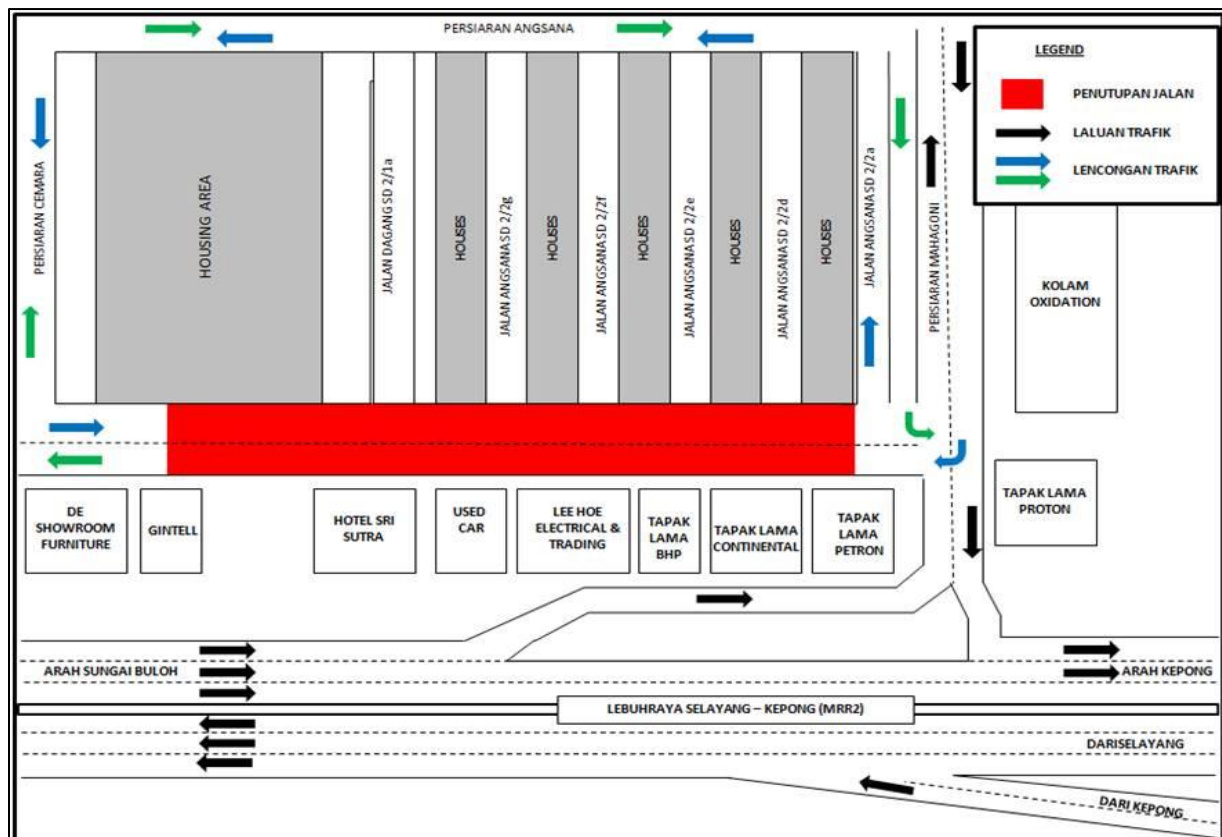 PERSIARAN ANGSANA
LEGEND
PENUTUPAN JALAN
LALUAN TRAFIK
LENCONGAN TRAFIK
PERSIARAN CEMARA
HOUSING AREA
JALAN DAGANG SD 2/1a
HOUSES
JALAN ANGSANA SD 2/2g
HOUSES
JALAN ANGSANA SD 2/2f
HOUSES
JALAN ANGSANA SD 2/2e
HOUSES
JALAN ANGSANA SD 2/2d
HOUSES
JALAN ANGSANA SD 2/2a
PERSIARAN MAHAGONI
KOLAM
OXIDATION
DE
SHOWROOM
FURNITURE
GINTELL
HOTEL SRI
SUTRA
USED
CAR
LEE HOE
ELECTRICAL &
TRADING
TAPAK
LAMA
BHP
TAPAK LAMA
CONTINENTAL
TAPAK
LAMA
PETRON
TAPAK LAMA
PROTON
ARAH SUNGAI BULOH
ARAH KEPONG
LEBUHRAYA SELAYANG – KEPONG (MRR2)
DARISELAYANG
DARI KEPONG